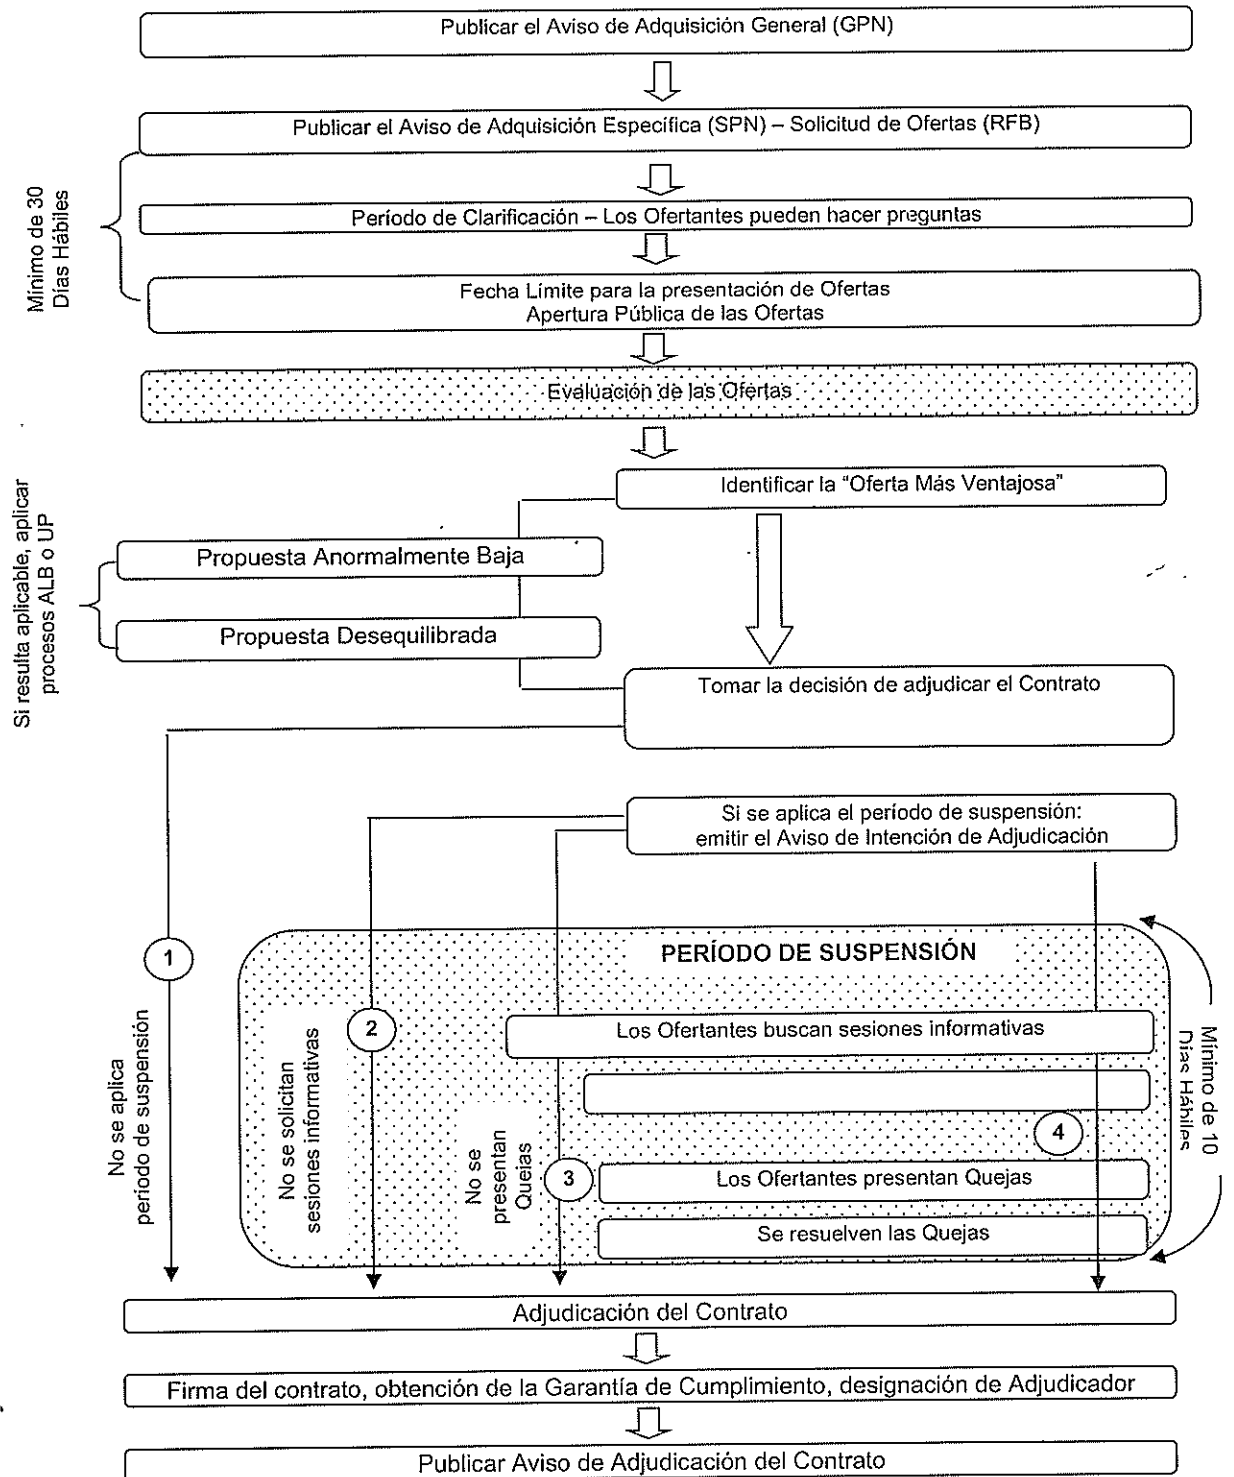 Publicar el Aviso de Adquisición General (GPN)
Publicar el Aviso de Adquisición Específica (SPN) – Solicitud de Ofertas (RFB)
Mínimo de 30
Días Hábiles
Período de Clarificación – Los Ofertantes pueden hacer preguntas
Fecha Límite para la presentación de Ofertas
Apertura Pública de las Ofertas
Evaluación de las Ofertas
Identificar la “Oferta Más Ventajosa”
Si resulta aplicable, aplicar
procesos ALB o UP
Propuesta Anormalmente Baja
Propuesta Desequilibrada
Tomar la decisión de adjudicar el Contrato
Si se aplica el período de suspensión:
emitir el Aviso de Intención de Adjudicación
PERÍODO DE SUSPENSIÓN
1
No se aplica
período de suspensión
2
No se solicitan
sesiones informativas
Los Ofertantes buscan sesiones informativas
Mínimo de 10
Días Hábiles
4
No se
presentan
Quejas
3
Los Ofertantes presentan Quejas
Se resuelven las Quejas
Adjudicación del Contrato
Firma del contrato, obtención de la Garantía de Cumplimiento, designación de Adjudicador
Publicar Aviso de Adjudicación del Contrato